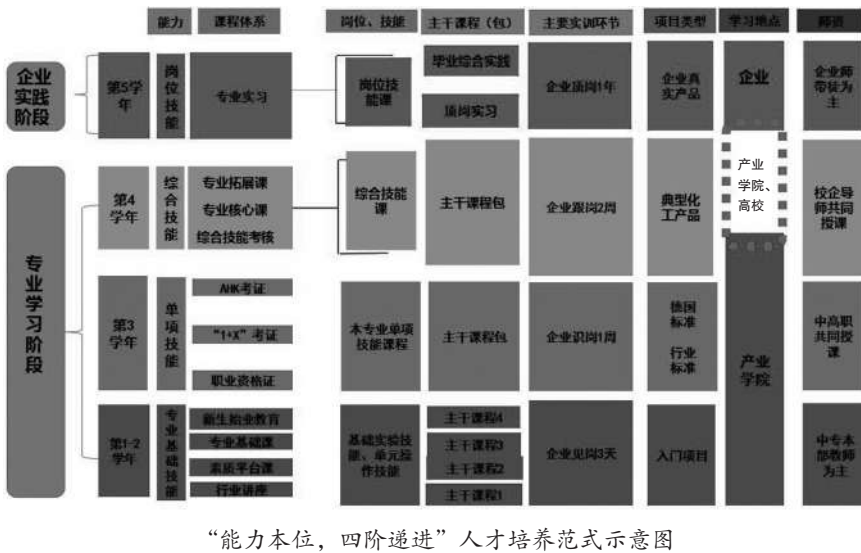 能力 课程体系 岗位、技能 主干课程（包） 主要实训环节 项目类型 学习地点 师资
企业
实践
阶段
第5学
年
岗
位
技
能
专业实习
岗位技
能课
毕业综合实践
顶岗实习
企业顶岗1年
企业真
实产品
企业
企业师
带徒为
主
专
业
学
习
阶
段
第4
学年
综
合
技
能
专业拓展课
专业核心课
综合技能考核
综合技能
课
主干课程包
企业跟岗2周
典型化
工产品
产业
学院、
高校
校企导
师共同
授课
第3
学年
单
项
技
能
AHK考证
“1+X”考证
职业资格证
本专业单项
技能课程
主干课程包
企业识岗1周
德国
标准
行业
标准
产业
学院
中高职
共同授
课
第1-2
学年
专
业
基
础
技
能
新生始业教育
专业基础课
素质平台课
行业讲座
基础实验技
能、单元操
作技能
主干课程4
主干课程3
主干课程2
主干课程1
企业见岗3天
入门项目
中专本
部教师
为主
“能力本位，四阶递进”人才培养范式示意图